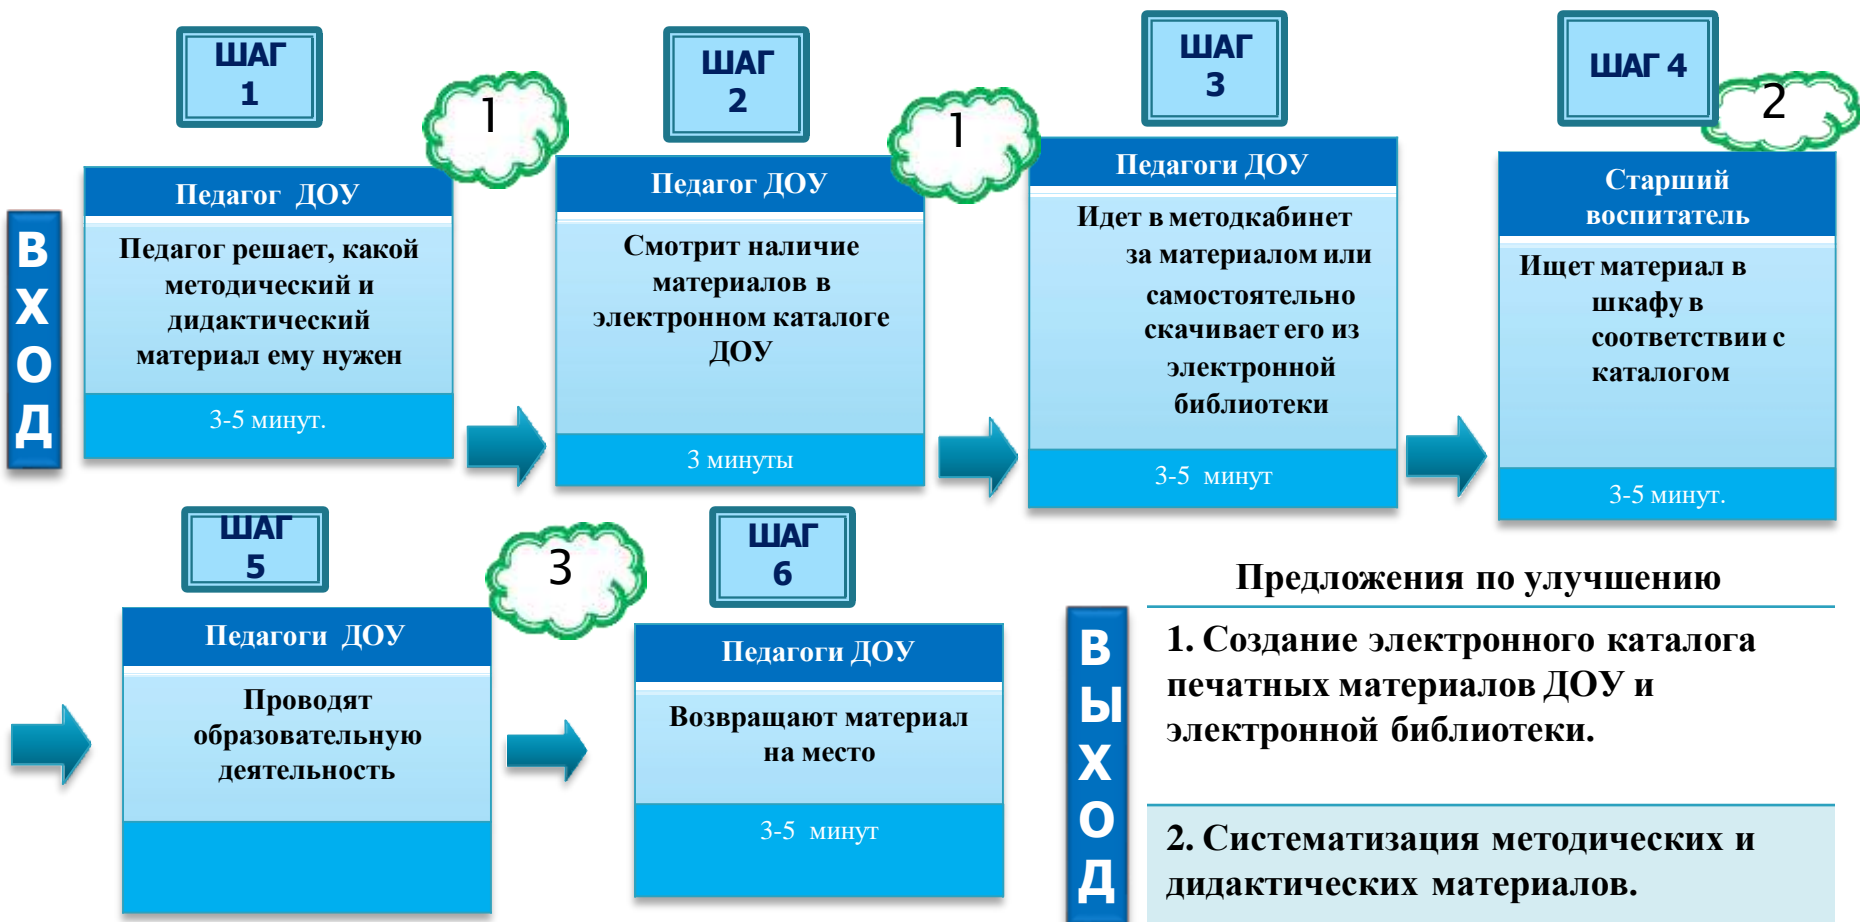 ШАГ
1
1
ШАГ
2
1
ШАГ
3
ШАГ 4
2
В
Х
О
Д
Педагог ДОУ
Педагог решает, какой
методический и
дидактический
материал ему нужен
3-5 минут.
Педагог ДОУ
Смотрит наличие
материалов в
электронном каталоге
ДОУ
3 минуты
Педагоги ДОУ
Идет в методкабинет
за материалом или
самостоятельно
скачивает его из
электронной
библиотеки
3-5 минут
Старший
воспитатель
Ищет материал в
шкафу в
соответствии с
каталогом
3-5 минут.
ШАГ
5
3
ШАГ
6
Педагоги ДОУ
Проводят
образовательную
деятельность
Педагоги ДОУ
Возвращают материал
на место
3-5 минут
В
Ы
Х
О
Д
Предложения по улучшению
1. Создание электронного каталога
печатных материалов ДОУ и
электронной библиотеки.
2. Систематизация методических и
дидактических материалов.